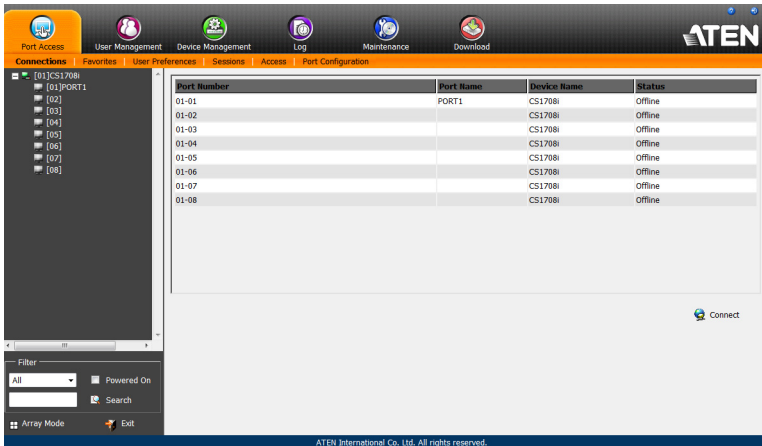 Port Access User Management Device Management Log Maintenance Download ATEN
Connections Favorites User Preferences Sessions Access Port Configuration
[01]CS1708i
[01]PORT1
[02]
[03]
[04]
[05]
[06]
[07]
[08]
Port Number Port Name Device Name Status
01-01 PORT1 CS1708i Offline
01-02 CS1708i Offline
01-03 CS1708i Offline
01-04 CS1708i Offline
01-05 CS1708i Offline
01-06 CS1708i Offline
01-07 CS1708i Offline
01-08 CS1708i Offline
Connect
Filter
All Powered On
Search
Array Mode Exit
ATEN International Co. Ltd. All rights reserved.